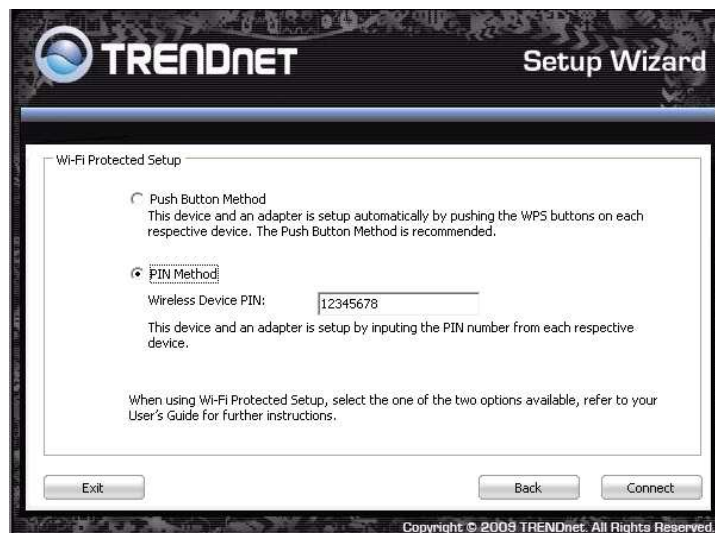 TRENDnet
Setup Wizard
Wi-Fi Protected Setup
Push Button Method
This device and an adapter is setup automatically by pushing the WPS buttons on each
respective device. The Push Button Method is recommended.
PIN Method
Wireless Device PIN:
12345678
This device and an adapter is setup by inputing the PIN number from each respective
device.
When using Wi-Fi Protected Setup, select the one of the two options available, refer to your
User's Guide for further instructions.
Exit
Back
Connect
Copyright © 2009 TRENDnet. All Rights Reserved.